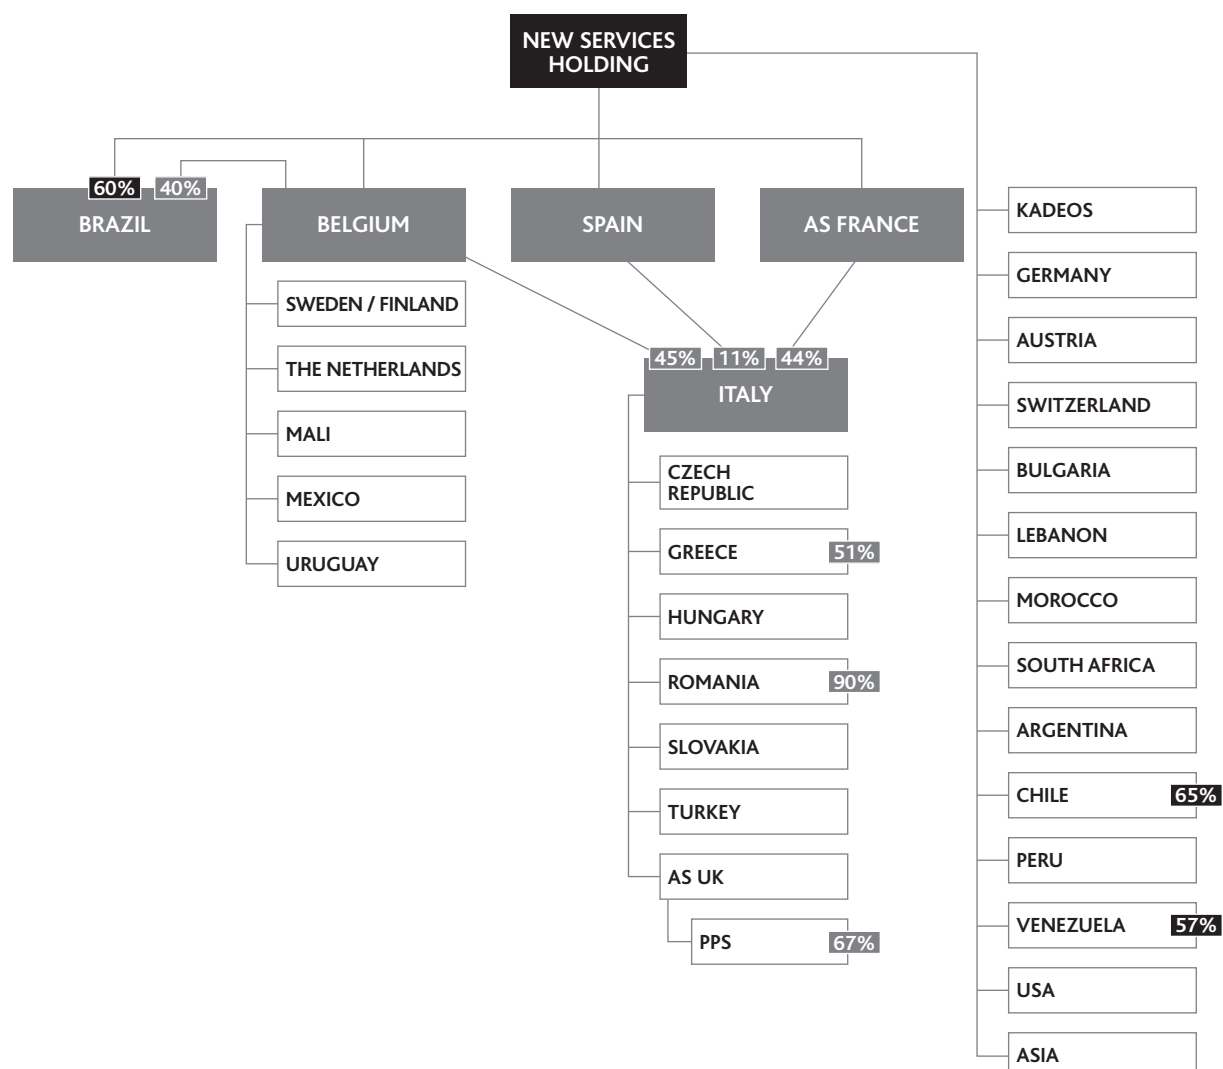 NEW SERVICES
HOLDING
60%
40%
BRAZIL
BELGIUM
SPAIN
AS FRANCE
SWEDEN / FINLAND
THE NETHERLANDS
MALI
MEXICO
URUGUAY
45%
11%
44%
ITALY
CZECH
REPUBLIC
GREECE
51%
HUNGARY
ROMANIA
90%
SLOVAKIA
TURKEY
AS UK
PPS
67%
KADEOS
GERMANY
AUSTRIA
SWITZERLAND
BULGARIA
LEBANON
MOROCCO
SOUTH AFRICA
ARGENTINA
CHILE
65%
PERU
VENEZUELA
57%
USA
ASIA